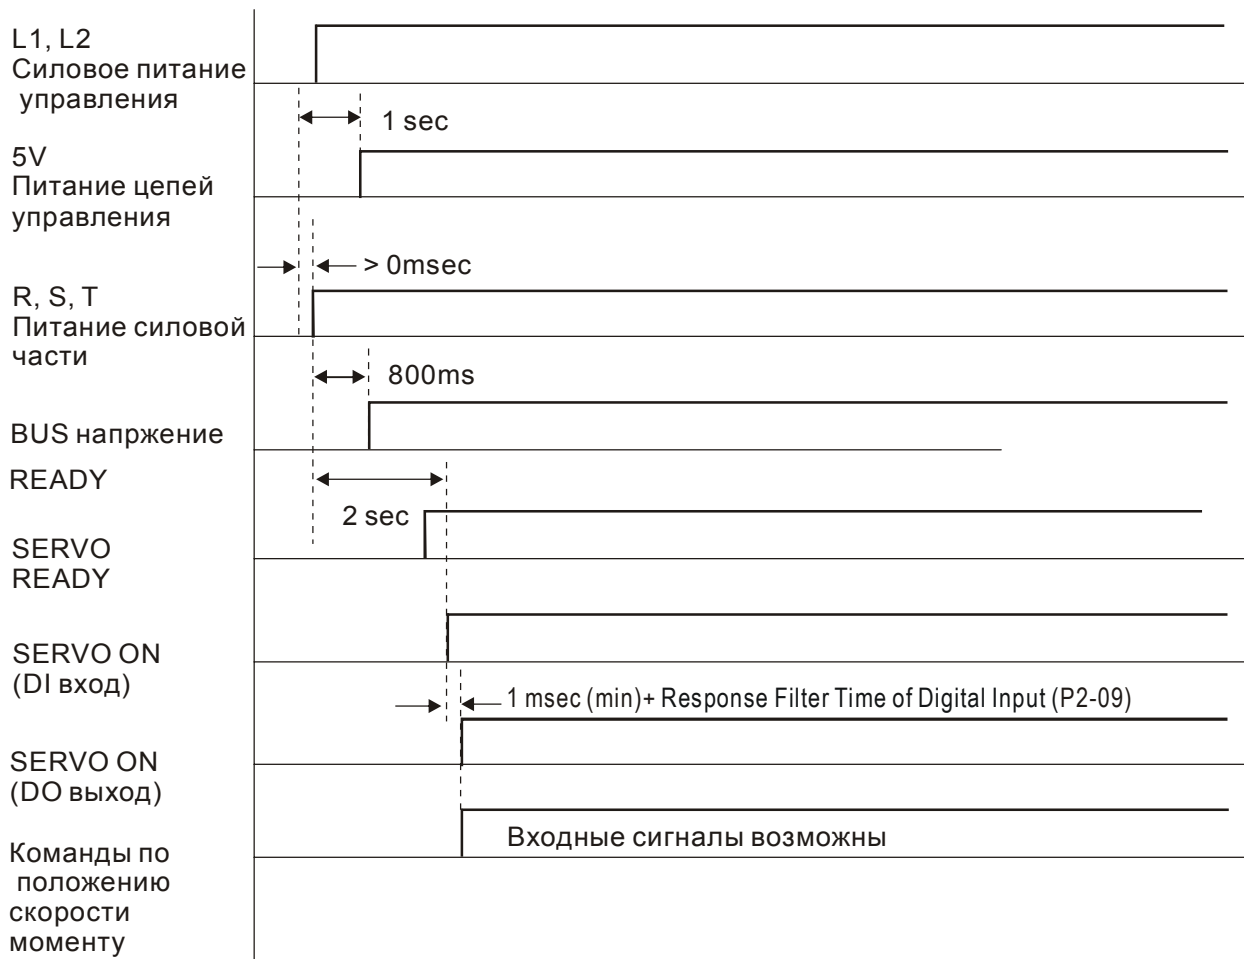 L1, L2
Силовое питание
управления
1 sec
5V
Питание цепей
управления
> 0msec
R, S, T
Питание силовой
части
800ms
BUS напржение
READY
2 sec
SERVO
READY
SERVO ON
(DI вход)
1 msec (min)+ Response Filter Time of Digital Input (P2-09)
SERVO ON
(DO выход)
Входные сигналы возможны
Команды по
положению
скорости
моменту